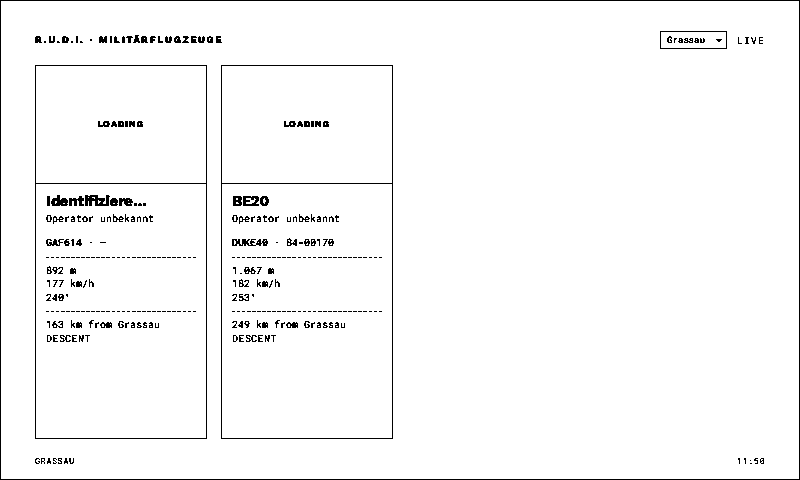 R.U.D.I. · MILITÄRFLUGZEUGE
Grassau
LIVE
LOADING
Identifiziere...
Operator unbekannt
GAF614 · —
892 m
177 km/h
240°
163 km from Grassau
DESCENT
LOADING
BE20
Operator unbekannt
DUKE40 · 84-00170
1.067 m
182 km/h
253°
249 km from Grassau
DESCENT
GRASSAU
11:50